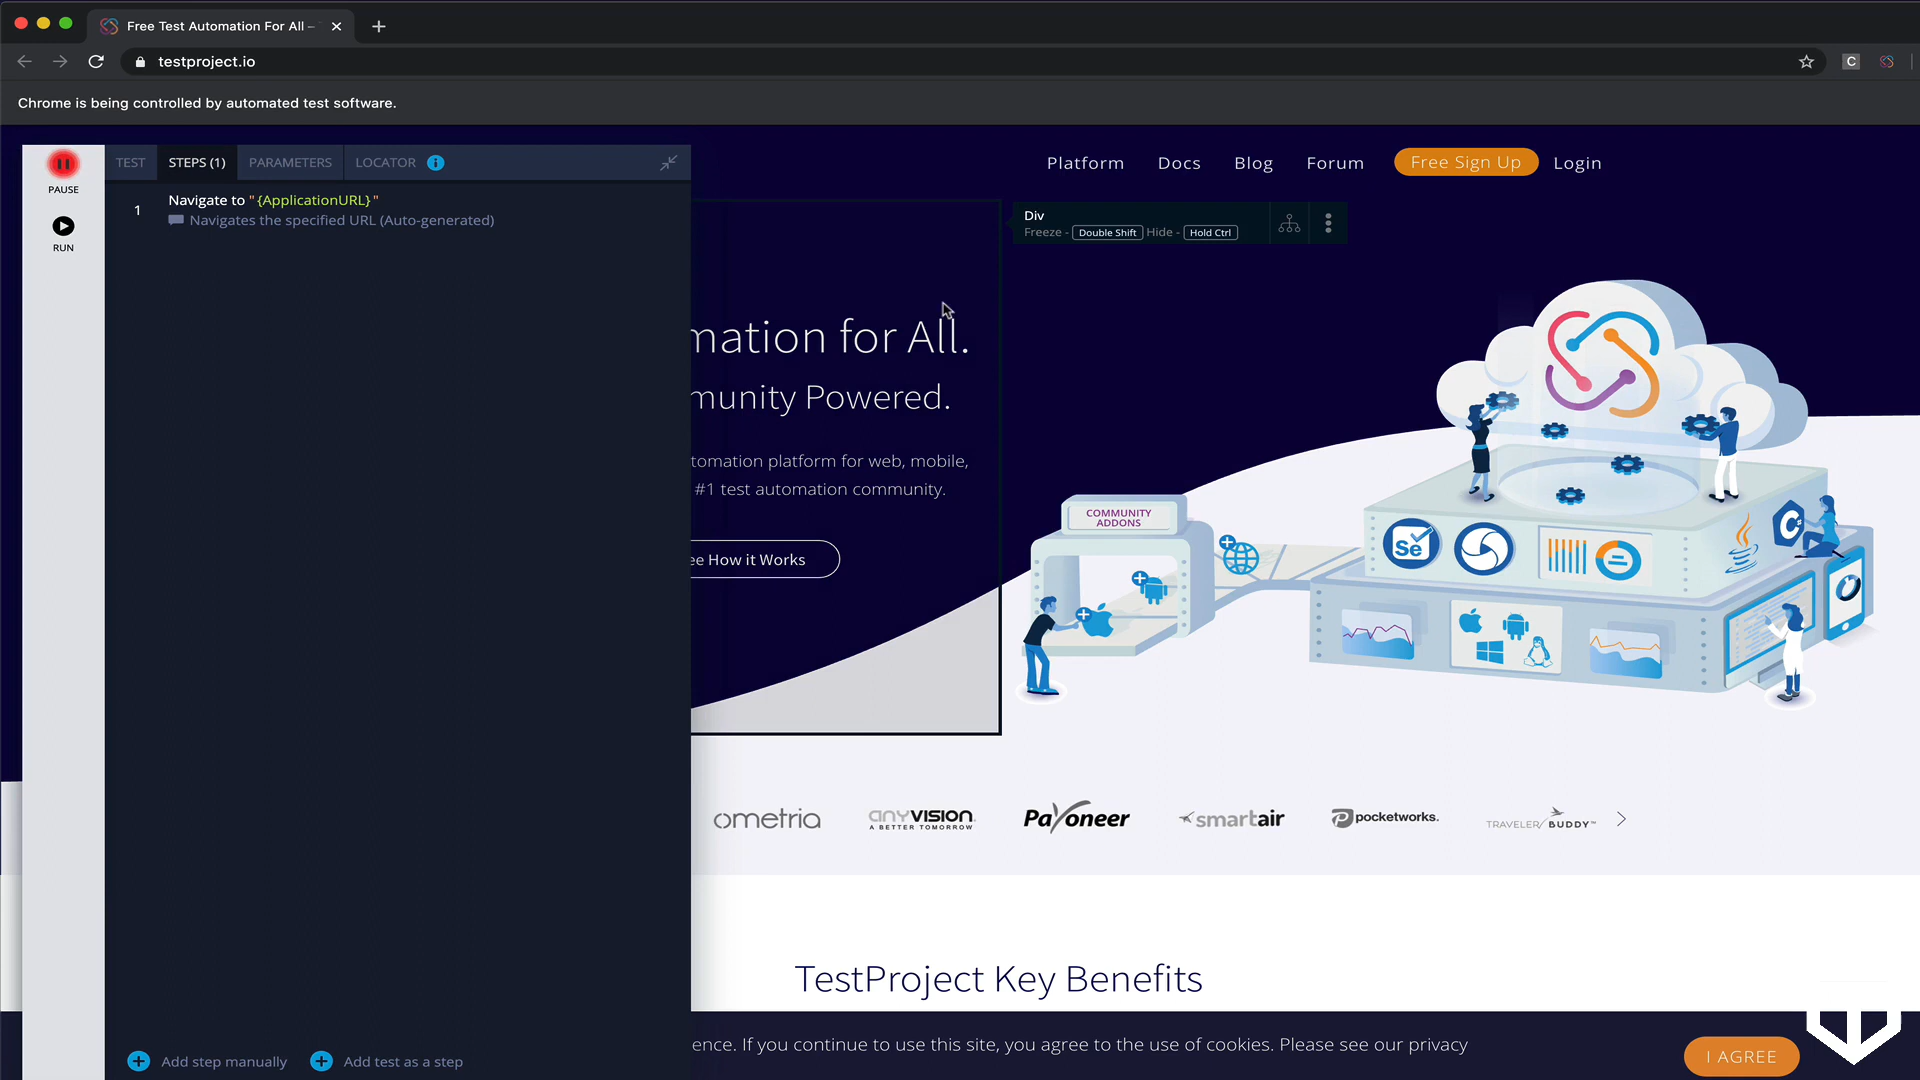 Free Test Automation For All –
testproject.io
Chrome is being controlled by automated test software.
PAUSE
RUN
TEST
STEPS (1)
PARAMETERS
LOCATOR
1
Navigate to "{ApplicationURL}"
Navigates the specified URL (Auto-generated)
Add step manually
Add test as a step
Platform
Docs
Blog
Forum
Free Sign Up
Login
Div
Freeze - Double Shift Hide - Hold Ctrl
mation for All.
munity Powered.
tomation platform for web, mobile,
#1 test automation community.
ee How it Works
COMMUNITY
ADDONS
Se
C#
ometria
anyVISION
A BETTER TOMORROW
Payoneer
smartair
pocketworks.
TRAVELER BUDDY™
TestProject Key Benefits
ence. If you continue to use this site, you agree to the use of cookies. Please see our privacy
I AGREE